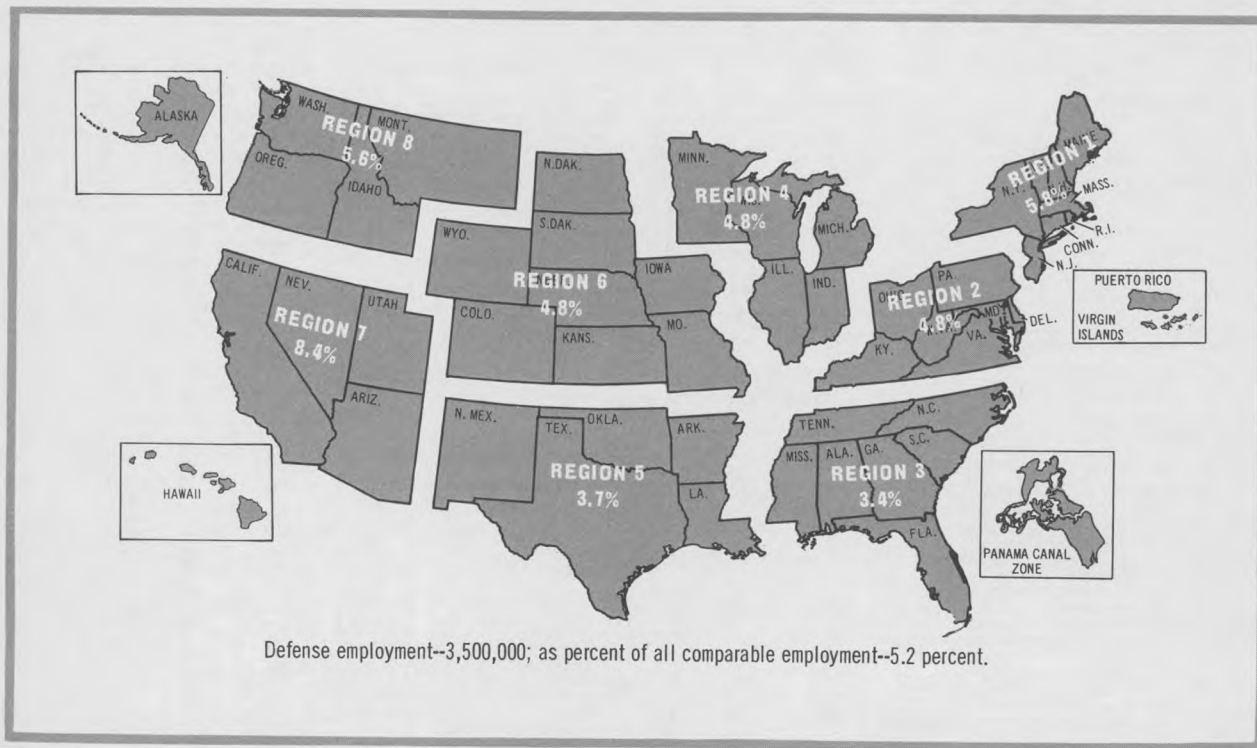 ALASKA
WASH.
MONT.
REGION 8
5.6%
OREG.
IDAHO
N.DAK.
S.DAK.
WYO.
REGION 6
4.8%
COLO.
KANS.
IOWA
MO.
MINN.
REGION 4
4.8%
MICH.
ILL.
IND.
MAINE
REGION 1
5.8%
N.Y.
MASS.
R.I.
CONN.
N.J.
PA.
OHIO
REGION 2
4.8%
MD.
DEL.
VA.
KY.
PUERTO RICO
VIRGIN
ISLANDS
CALIF.
NEV.
UTAH
REGION 7
8.4%
ARIZ.
HAWAII
N. MEX.
OKLA.
TEX.
ARK.
REGION 5
3.7%
LA.
TENN.
N.C.
MISS.
ALA.
GA.
S.C.
REGION 3
3.4%
FLA.
PANAMA CANAL
ZONE
Defense employment--3,500,000; as percent of all comparable employment--5.2 percent.